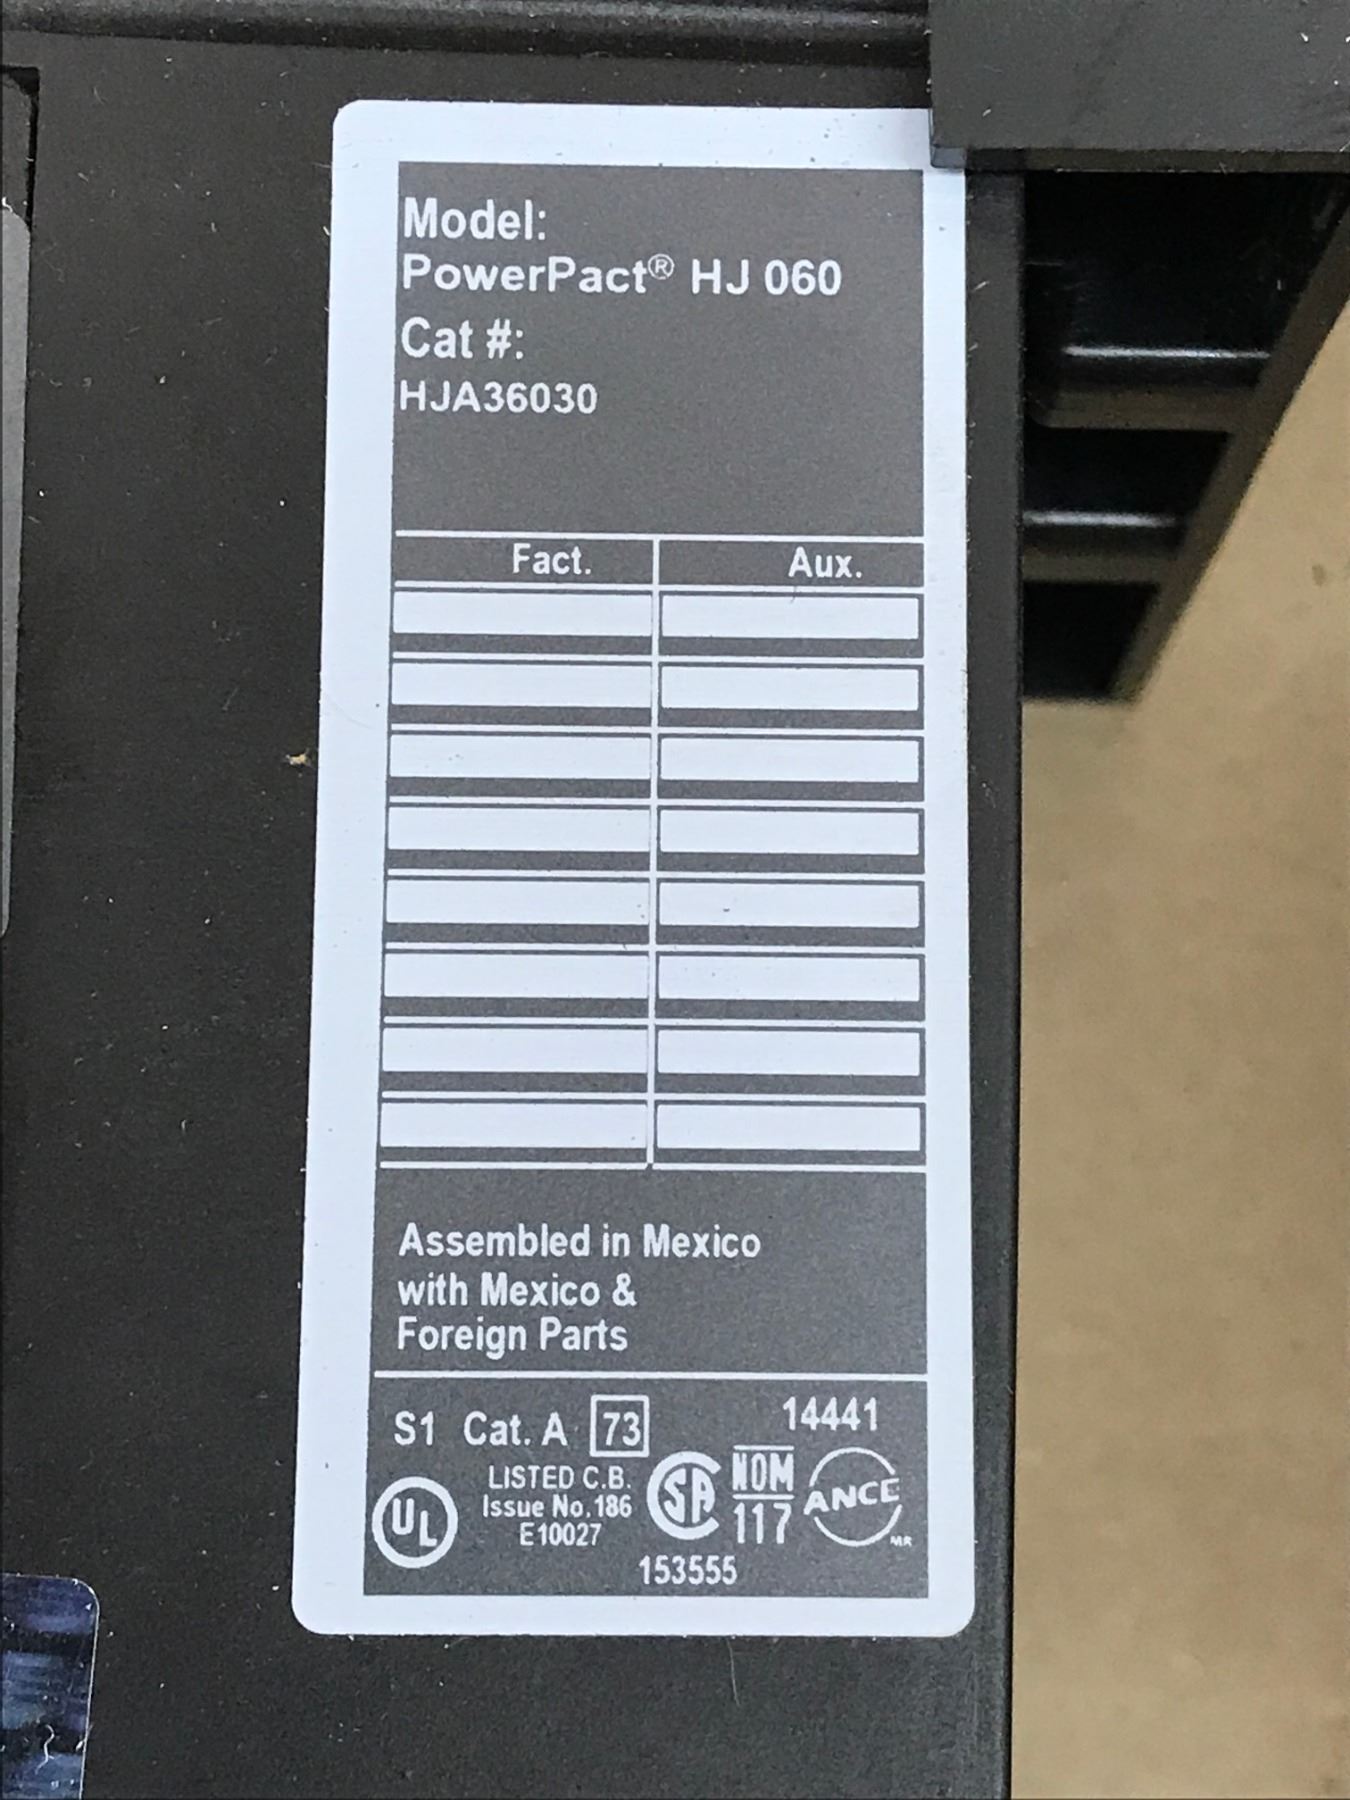 Model:
PowerPact® HJ 060
Cat #:
HJA36030
Fact. Aux.
Assembled in Mexico
with Mexico &
Foreign Parts
S1 Cat. A 73 14441
LISTED C.B.
Issue No. 186
E10027
UL
SA
NOM
117
ANCE
MR
153555